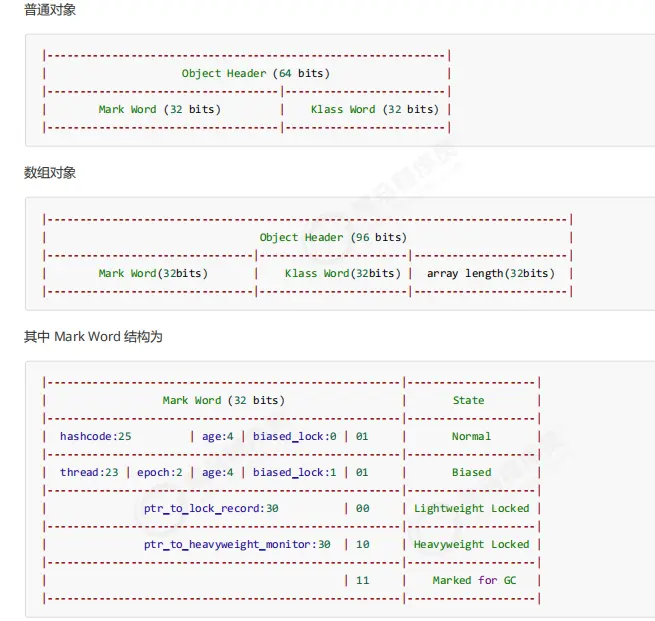 普通对象
|--------------------------------------------------------------|
| Object Header (64 bits) |
|------------------------------------|-------------------------|
| Mark Word (32 bits) | Klass Word (32 bits) |
|------------------------------------|-------------------------|
数组对象
|---------------------------------------------------------------------------------|
| Object Header (96 bits) |
|--------------------------------|-----------------------|------------------------|
| Mark Word(32bits) | Klass Word(32bits) | array length(32bits) |
|--------------------------------|-----------------------|------------------------|
其中 Mark Word 结构为
|-------------------------------------------------------|--------------------|
| Mark Word (32 bits) | State |
|-------------------------------------------------------|--------------------|
| hashcode:25 | age:4 | biased_lock:0 | 01 | Normal |
|-------------------------------------------------------|--------------------|
| thread:23 | epoch:2 | age:4 | biased_lock:1 | 01 | Biased |
|-------------------------------------------------------|--------------------|
| ptr_to_lock_record:30 | 00 | Lightweight Locked |
|-------------------------------------------------------|--------------------|
| ptr_to_heavyweight_monitor:30 | 10 | Heavyweight Locked |
|-------------------------------------------------------|--------------------|
| | 11 | Marked for GC |
|-------------------------------------------------------|--------------------|